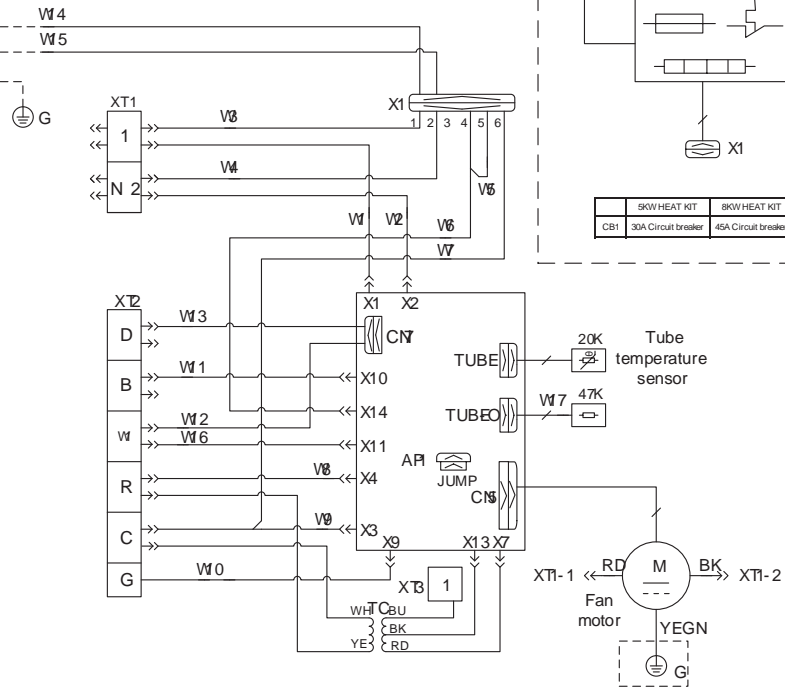 W14
W15
G
XT1
1
N 2
W3
W4
X1
1 2 3 4 5 6
W5
W1 W2
W6
W7
X1
5KW HEAT KIT 8KW HEAT KIT
CB1 30A Circuit breaker 45A Circuit breaker
XT2
D
B
W1
R
C
G
W13
W11
W12
W16
W8
W9
W10
X1 X2
CN7
X10
X14
X11
X4
X3
X9
X13 X7
TUBE
TUBEO
AP1
JUMP
CN5
20K
Tube
temperature
sensor
W17
47K
XT3
1
WH TC BU
BK
YE RD
XT1-1 RD M BK XT1-2
Fan
motor
YEGN
G